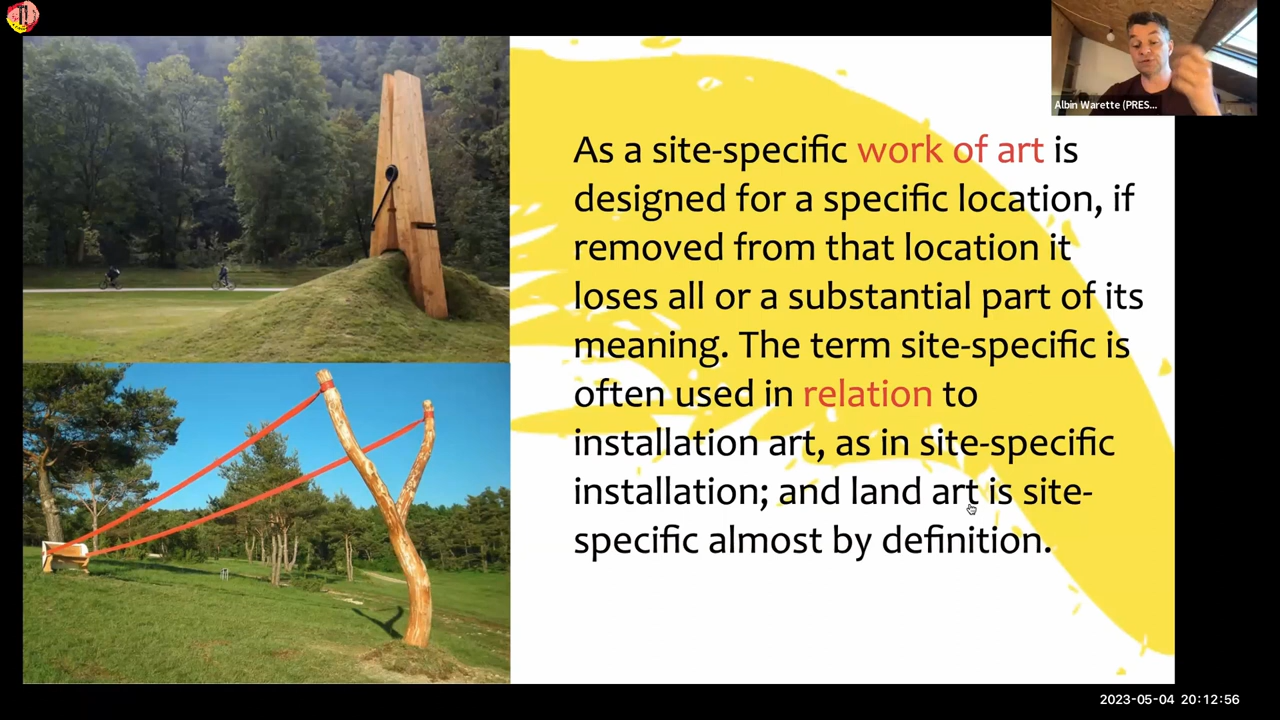 Albin Warette (PRES...
As a site-specific work of art is
designed for a specific location, if
removed from that location it
loses all or a substantial part of its
meaning. The term site-specific is
often used in relation to
installation art, as in site-specific
installation; and land art is site-
specific almost by definition.
2023-05-04 20:12:56